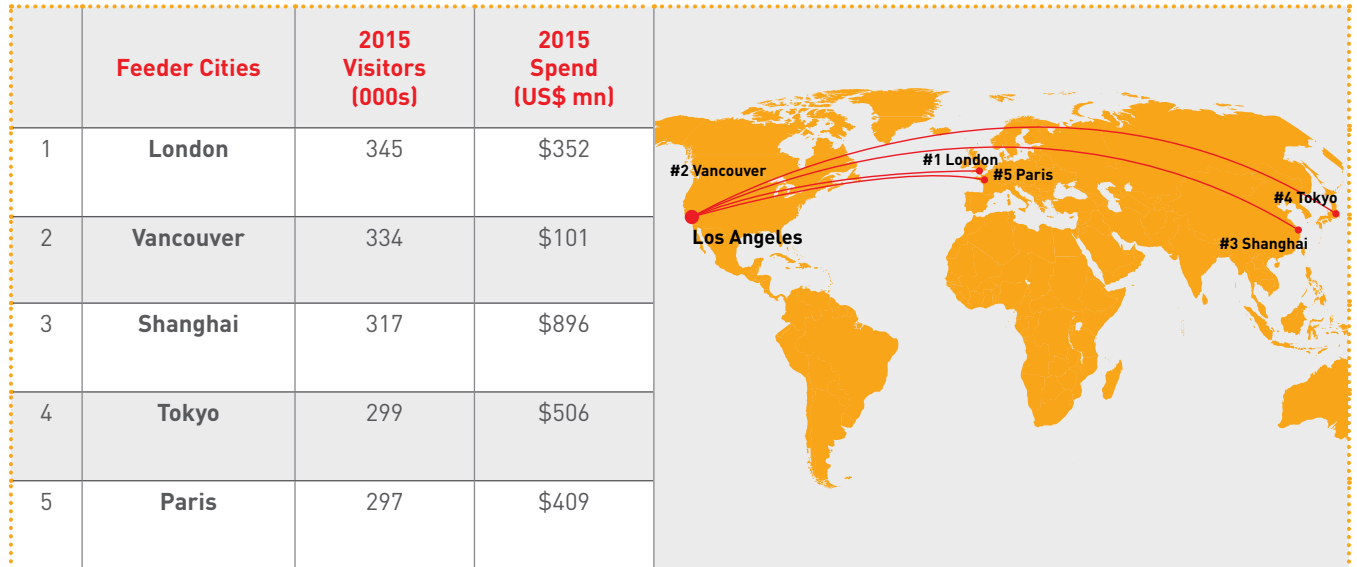 Feeder Cities
2015
Visitors
(000s)
2015
Spend
(US$ mn)
1 London 345 $352
2 Vancouver 334 $101
3 Shanghai 317 $896
4 Tokyo 299 $506
5 Paris 297 $409
#2 Vancouver
#1 London
#5 Paris
#4 Tokyo
Los Angeles
#3 Shanghai